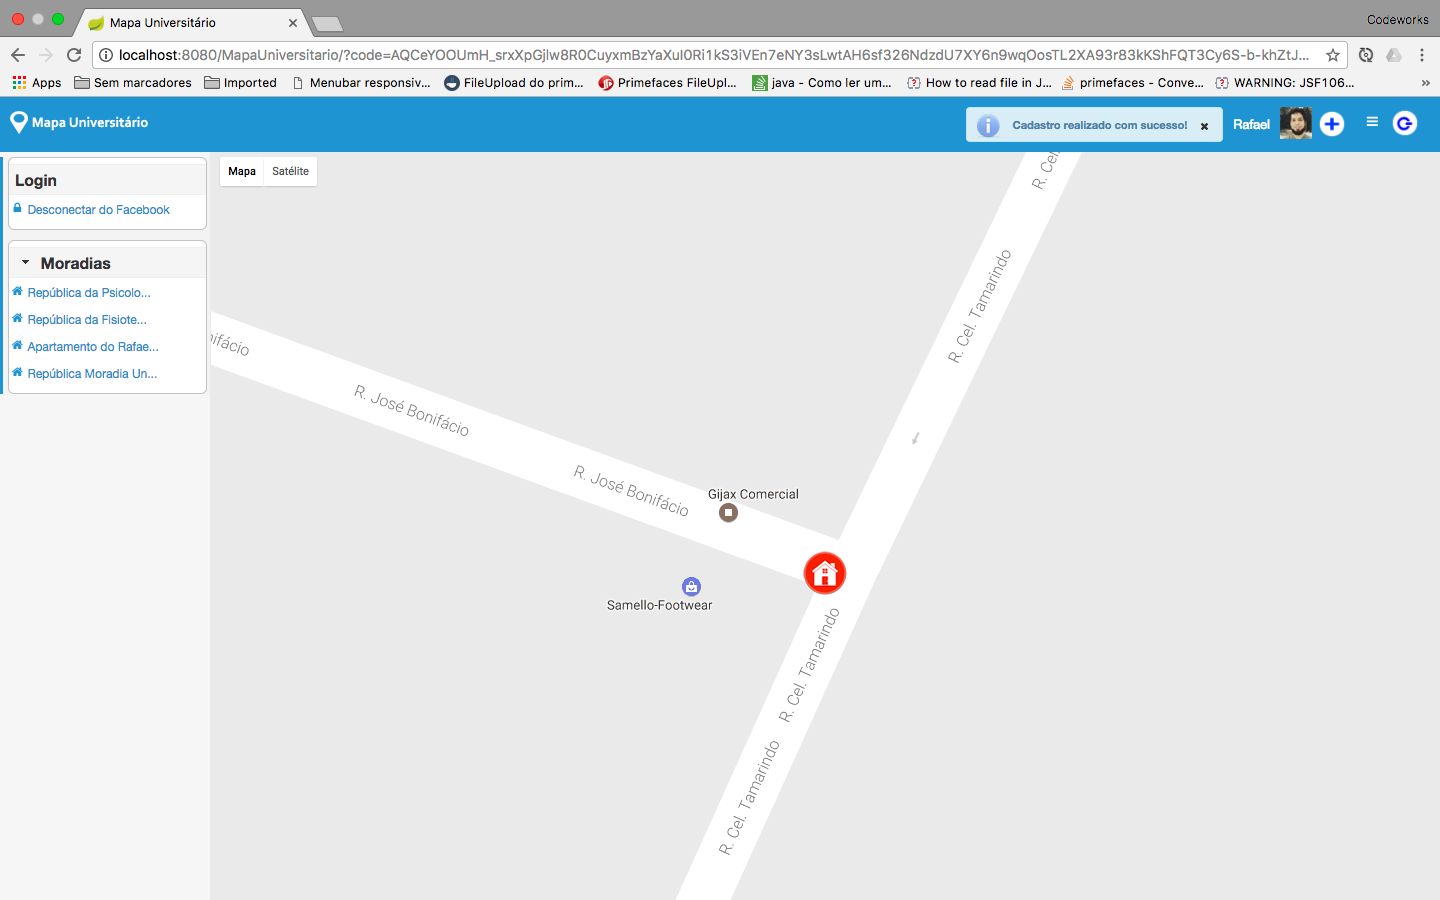 Mapa Universitário
Codeworks
localhost:8080/MapaUniversitario/?code=AQCeYOOUmH_srxXpGjlw8R0CuyxmBzYaXuI0Ri1kS3iVEn7eNY3sLwtAH6sf326NdzdU7XY6n9wqOosTL2XA93r83kKShFQT3Cy6S-b-khZtJ...
Apps
Sem marcadores
Imported
Menubar responsiv...
FileUpload do prim...
Primefaces FileUpl...
java - Como ler um...
How to read file in J...
primefaces - Conve...
WARNING: JSF106...
»
Mapa Universitário
Cadastro realizado com sucesso!
Rafael
Login
Desconectar do Facebook
Moradias
República da Psicolo...
República da Fisiote...
Apartamento do Rafae...
República Moradia Un...
Mapa
Satélite
R. Cel.
R. Cel. Tamarindo
nifácio
R. José Bonifácio
R. José Bonifácio
Gijax Comercial
Samello-Footwear
R. Cel. Tamarindo
R. Cel. Tamarindo